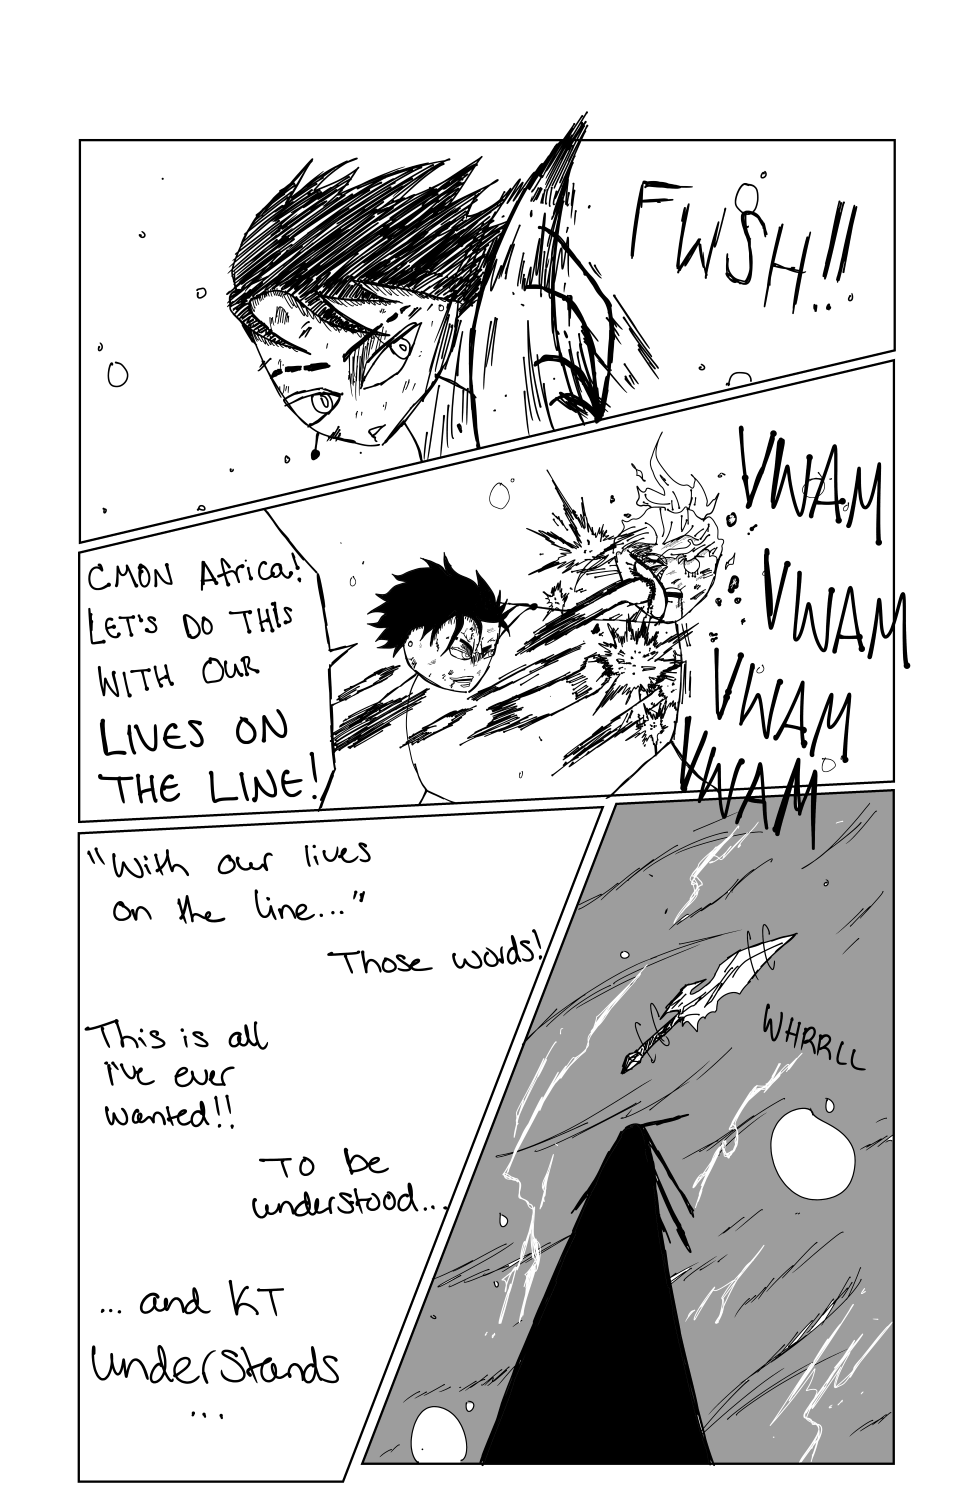 FWSH!!
VWAM
VWAM
VWAM
VWAM
CMON Africa!
LET'S DO THIS
WITH OUR
LIVES ON
THE LINE!
"With our lives
on the line..."
Those words!
This is all
I've ever
wanted!!
To be
understood...
... and KT
understands
...
WHRRLL